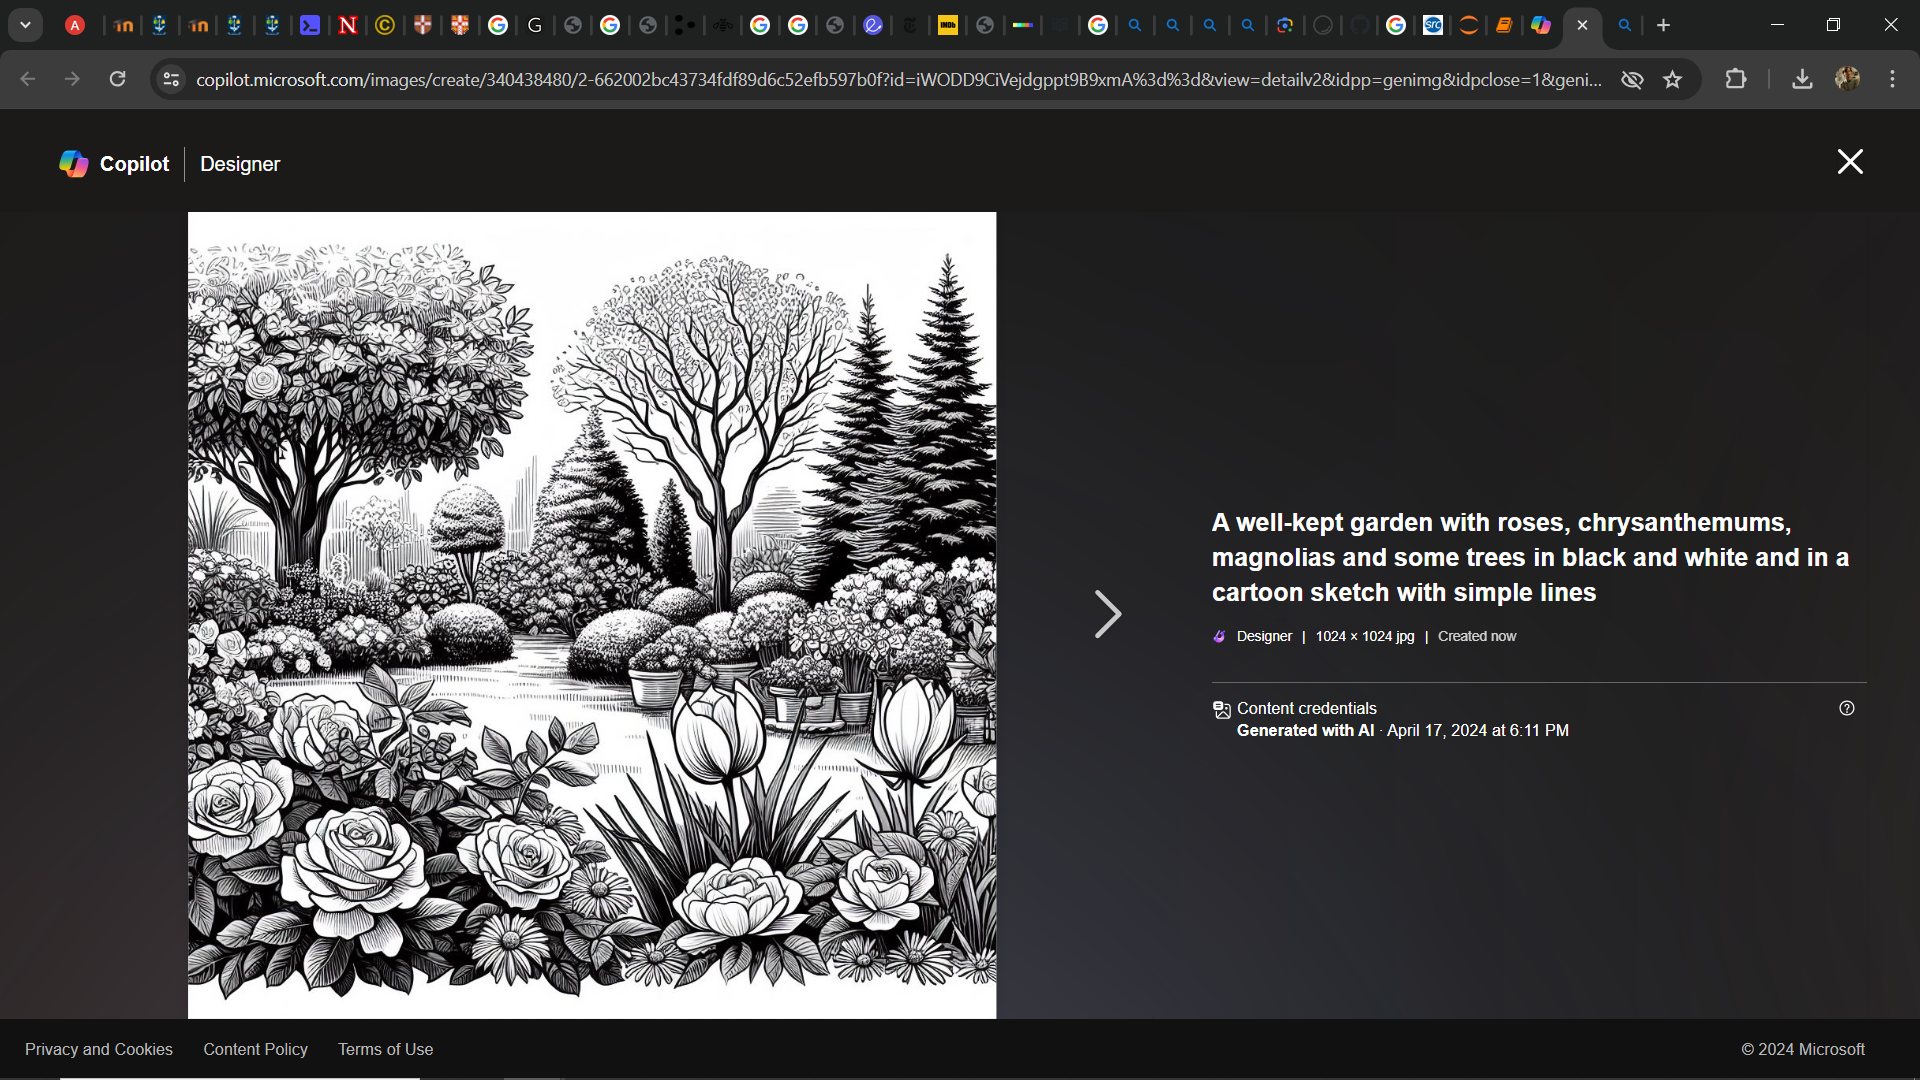 copilot.microsoft.com/images/create/340438480/2-662002bc43734fdf89d6c52efb597b0f?id=iWODD9CiVejdgppt9B9xmA%3d%3d&view=detailv2&idpp=genimg&idpclose=1&geni...
Copilot | Designer
A well-kept garden with roses, chrysanthemums,
magnolias and some trees in black and white and in a
cartoon sketch with simple lines
Designer | 1024 × 1024 jpg | Created now
Content credentials
Generated with AI · April 17, 2024 at 6:11 PM
Privacy and Cookies Content Policy Terms of Use © 2024 Microsoft